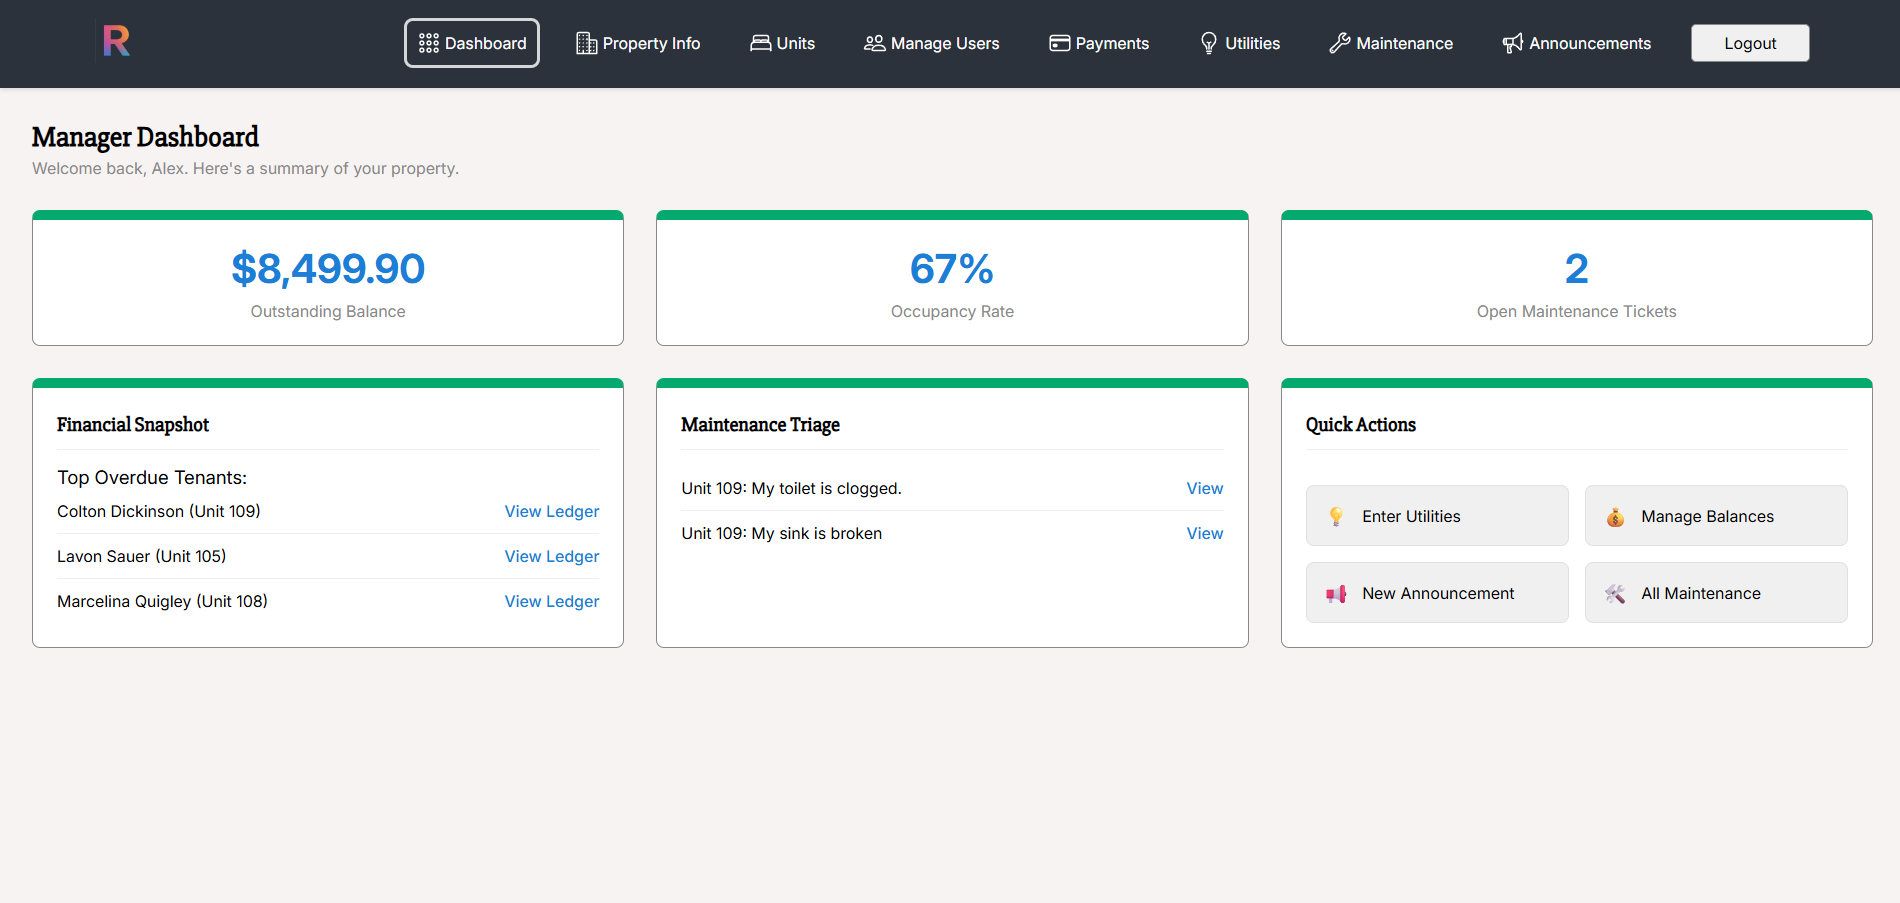 R
Dashboard
Property Info
Units
Manage Users
Payments
Utilities
Maintenance
Announcements
Logout
Manager Dashboard
Welcome back, Alex. Here's a summary of your property.
$8,499.90
Outstanding Balance
67%
Occupancy Rate
2
Open Maintenance Tickets
Financial Snapshot
Top Overdue Tenants:
Colton Dickinson (Unit 109)
View Ledger
Lavon Sauer (Unit 105)
View Ledger
Marcelina Quigley (Unit 108)
View Ledger
Maintenance Triage
Unit 109: My toilet is clogged.
View
Unit 109: My sink is broken
View
Quick Actions
Enter Utilities
Manage Balances
New Announcement
All Maintenance